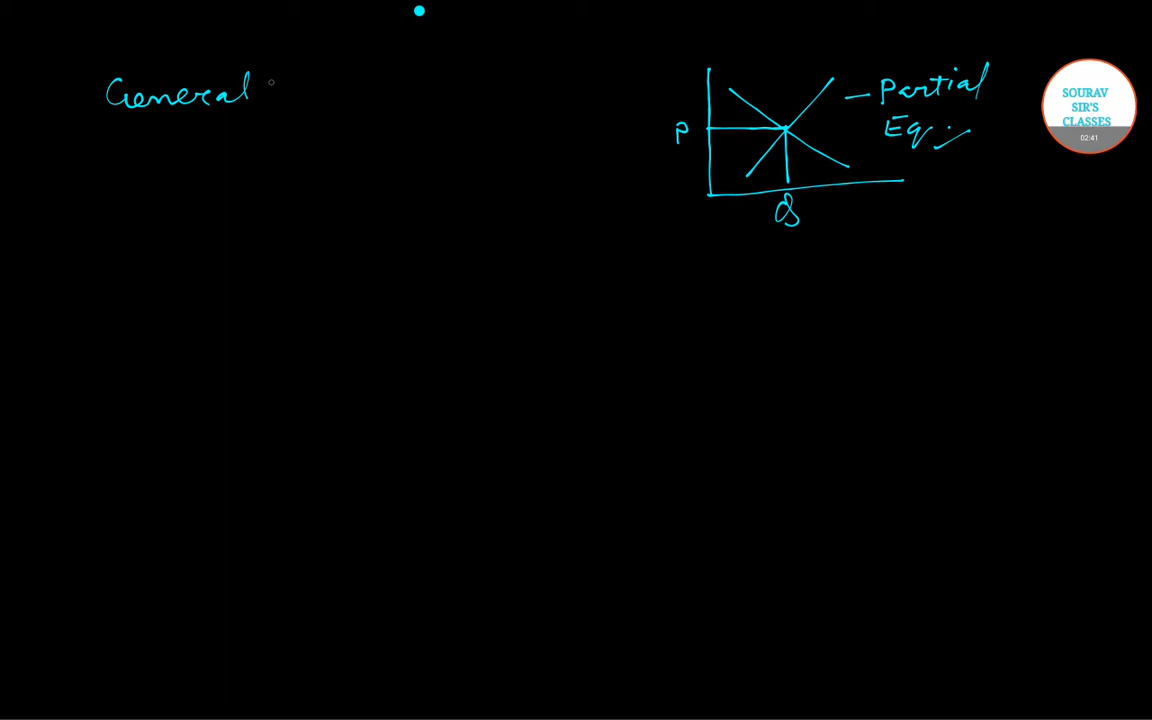 General
Partial
Eq.
P
SOURAV
SIR'S
CLASSES
02:41